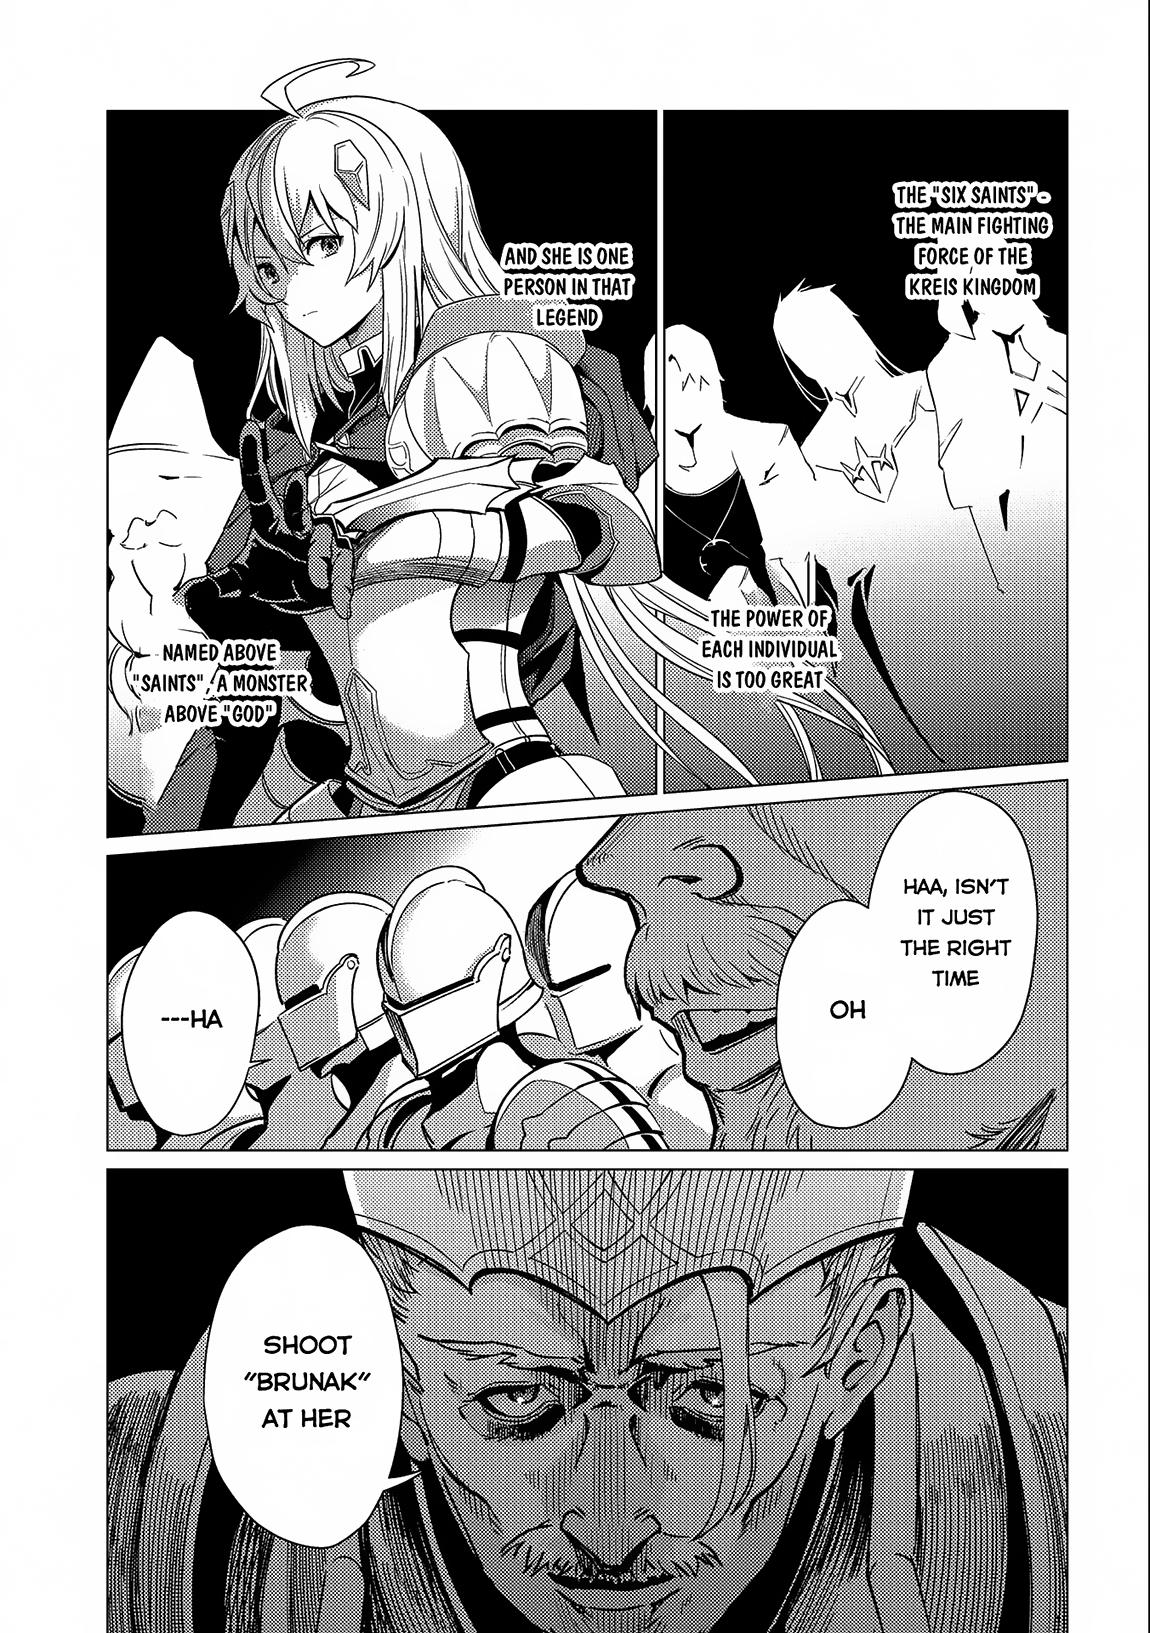 THE "SIX SAINTS" -
THE MAIN FIGHTING
FORCE OF THE
KREIS KINGDOM
THE POWER OF
EACH INDIVIDUAL
IS TOO GREAT
AND SHE IS ONE
PERSON IN THAT
LEGEND
NAMED ABOVE
"SAINTS", A MONSTER
ABOVE "GOD"
HAA, ISN'T
IT JUST
THE RIGHT
TIME
OH
---HA
SHOOT
"BRUNAK"
AT HER